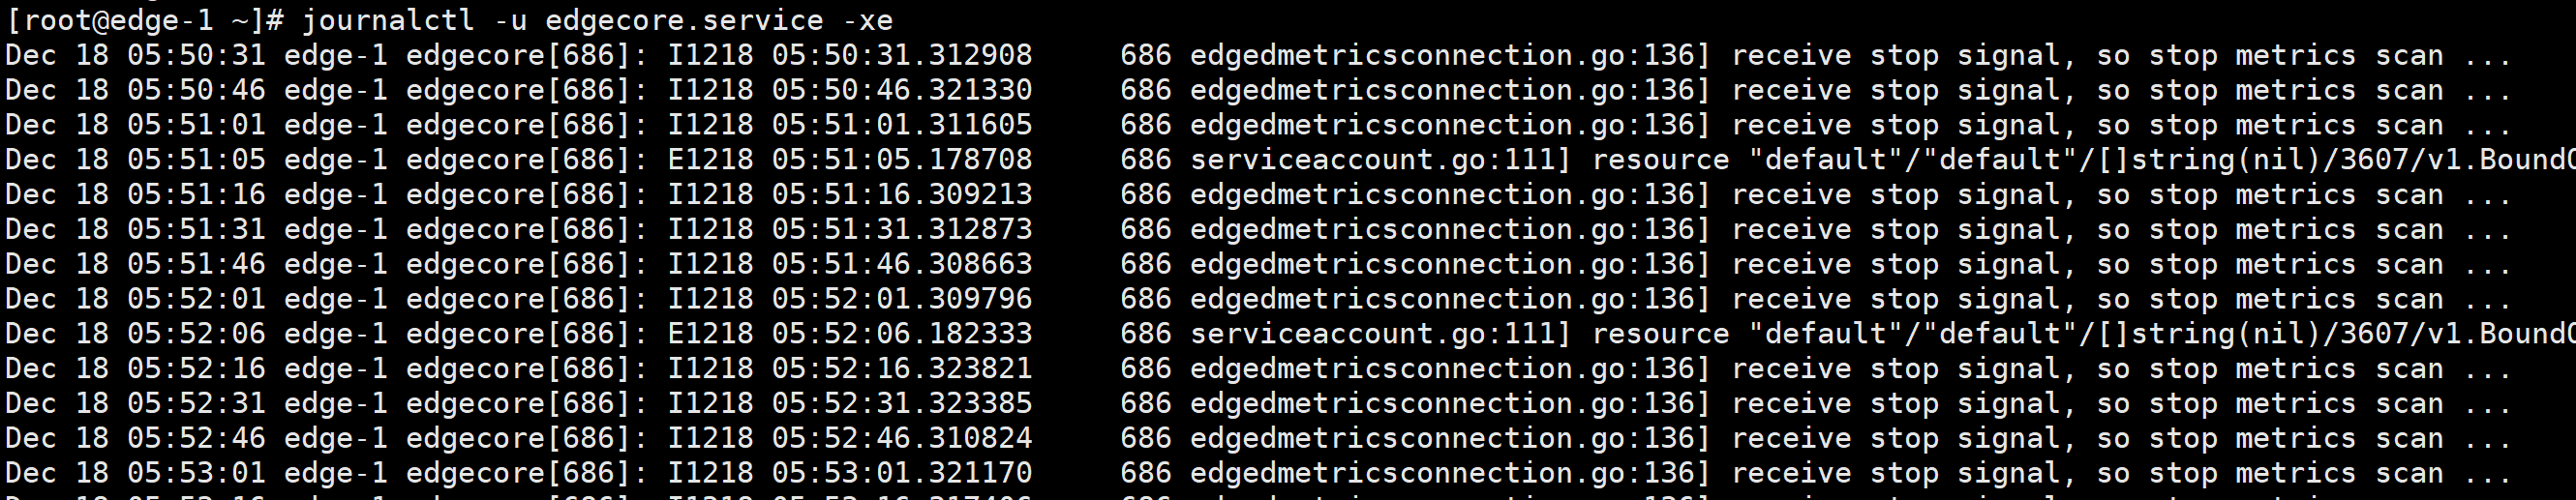 [root@edge-1 ~]# journalctl -u edgecore.service -xe
Dec 18 05:50:31 edge-1 edgecore[686]: I1218 05:50:31.312908     686 edgedmetricsconnection.go:136] receive stop signal, so stop metrics scan ...
Dec 18 05:50:46 edge-1 edgecore[686]: I1218 05:50:46.321330     686 edgedmetricsconnection.go:136] receive stop signal, so stop metrics scan ...
Dec 18 05:51:01 edge-1 edgecore[686]: I1218 05:51:01.311605     686 edgedmetricsconnection.go:136] receive stop signal, so stop metrics scan ...
Dec 18 05:51:05 edge-1 edgecore[686]: E1218 05:51:05.178708     686 serviceaccount.go:111] resource "default"/"default"/[]string(nil)/3607/v1.Bound
Dec 18 05:51:16 edge-1 edgecore[686]: I1218 05:51:16.309213     686 edgedmetricsconnection.go:136] receive stop signal, so stop metrics scan ...
Dec 18 05:51:31 edge-1 edgecore[686]: I1218 05:51:31.312873     686 edgedmetricsconnection.go:136] receive stop signal, so stop metrics scan ...
Dec 18 05:51:46 edge-1 edgecore[686]: I1218 05:51:46.308663     686 edgedmetricsconnection.go:136] receive stop signal, so stop metrics scan ...
Dec 18 05:52:01 edge-1 edgecore[686]: I1218 05:52:01.309796     686 edgedmetricsconnection.go:136] receive stop signal, so stop metrics scan ...
Dec 18 05:52:06 edge-1 edgecore[686]: E1218 05:52:06.182333     686 serviceaccount.go:111] resource "default"/"default"/[]string(nil)/3607/v1.Bound
Dec 18 05:52:16 edge-1 edgecore[686]: I1218 05:52:16.323821     686 edgedmetricsconnection.go:136] receive stop signal, so stop metrics scan ...
Dec 18 05:52:31 edge-1 edgecore[686]: I1218 05:52:31.323385     686 edgedmetricsconnection.go:136] receive stop signal, so stop metrics scan ...
Dec 18 05:52:46 edge-1 edgecore[686]: I1218 05:52:46.310824     686 edgedmetricsconnection.go:136] receive stop signal, so stop metrics scan ...
Dec 18 05:53:01 edge-1 edgecore[686]: I1218 05:53:01.321170     686 edgedmetricsconnection.go:136] receive stop signal, so stop metrics scan ...